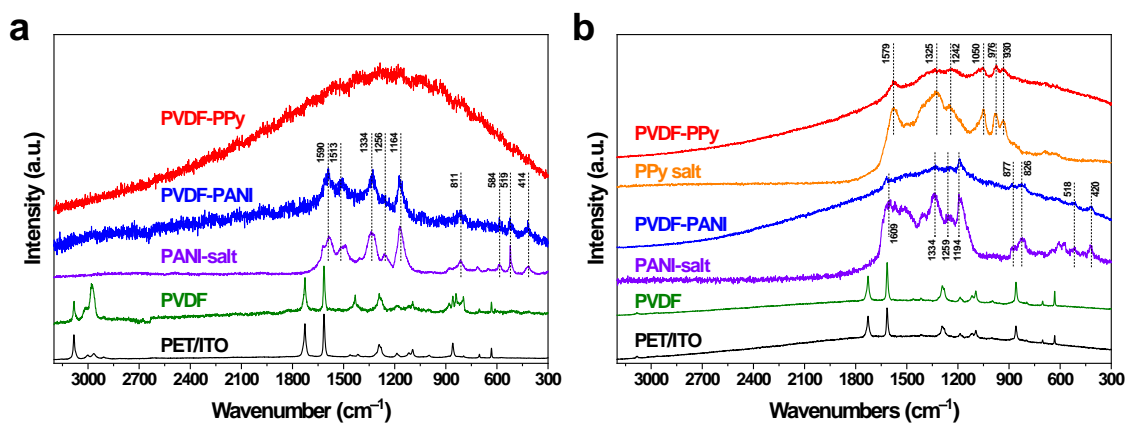 a
Intensity (a.u.)
PVDF-PPy
PVDF-PANI
PANI-salt
PVDF
PET/ITO
1590
1513
1334
1256
1164
811
584
519
414
3000 2700 2400 2100 1800 1500 1200 900 600 300
Wavenumber (cm⁻¹)
b
Intensity (a.u.)
1579
1325
1242
1050
976
930
PVDF-PPy
PPy salt
PVDF-PANI
PANI-salt
PVDF
PET/ITO
1609
1334
1259
1194
877
826
518
420
3000 2700 2400 2100 1800 1500 1200 900 600 300
Wavenumbers (cm⁻¹)